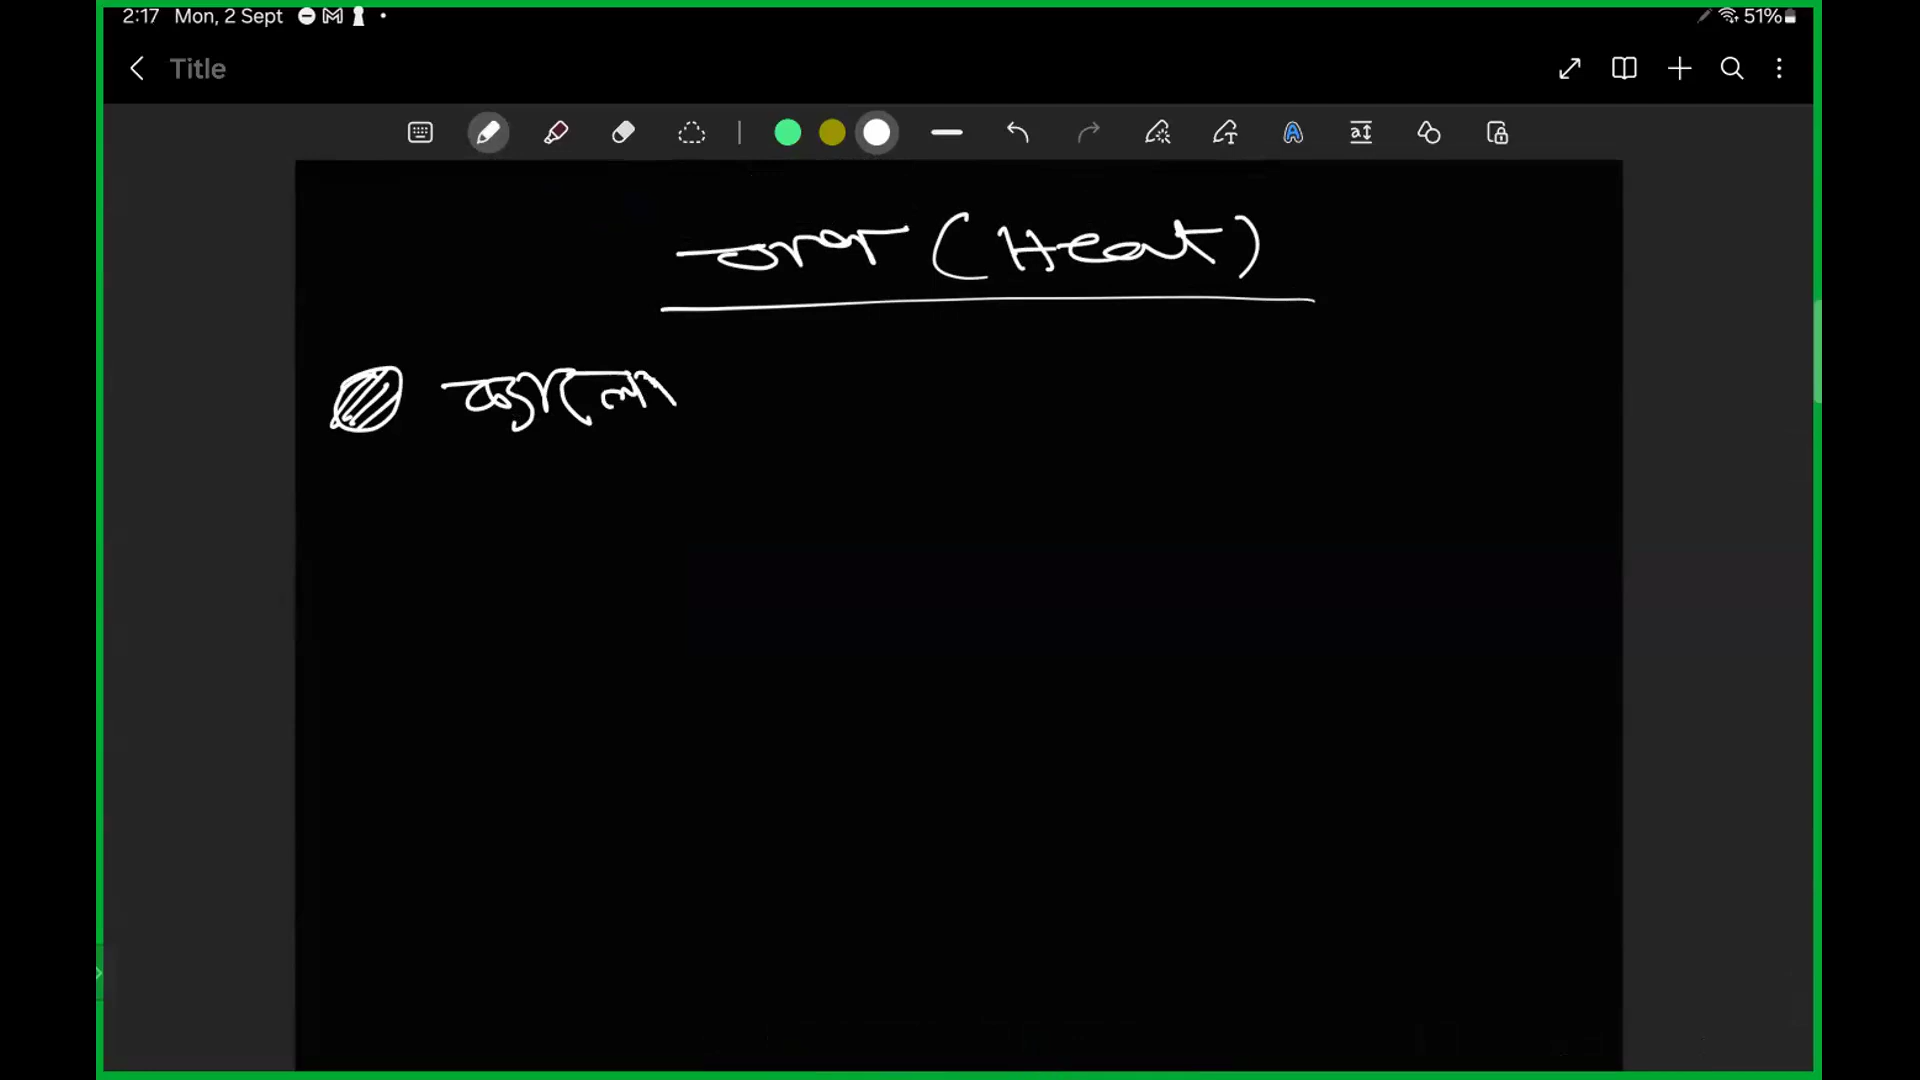 2:17 Mon, 2 Sept 51%
Title
তাপ (Heat)